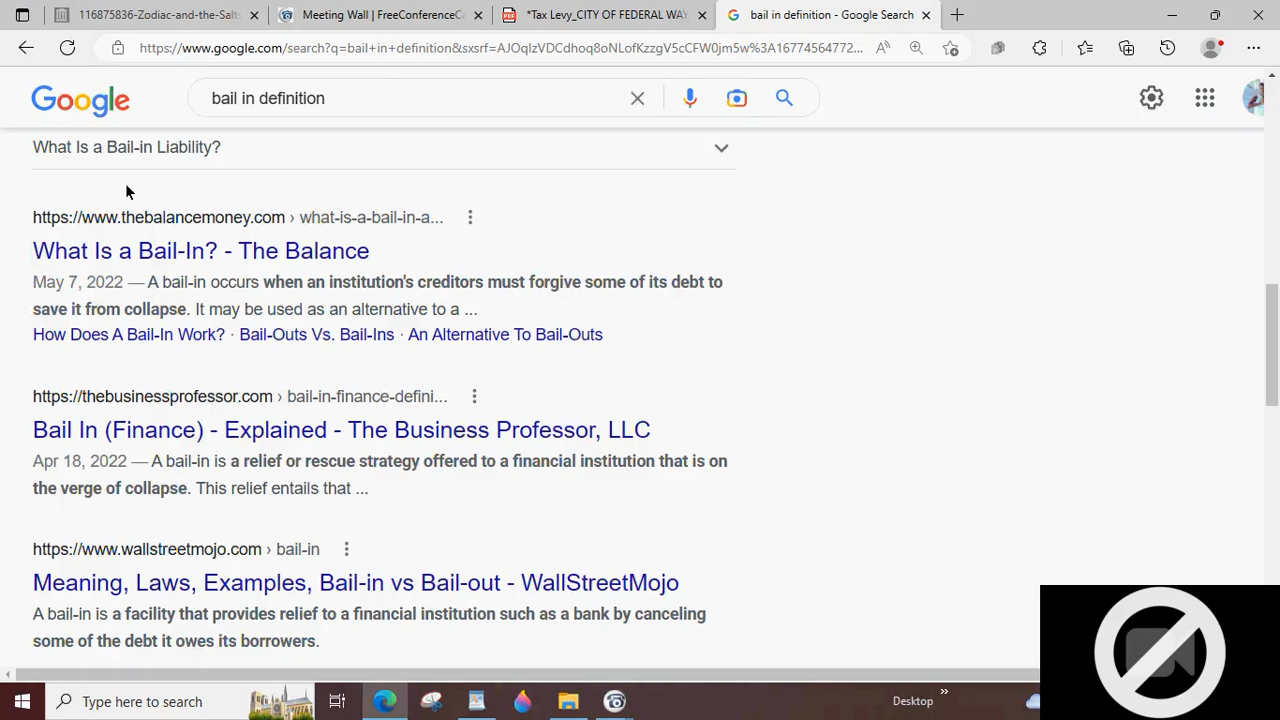 116875836-Zodiac-and-the-Salts
Meeting Wall | FreeConferenceCa
*Tax Levy_CITY OF FEDERAL WAY
bail in definition - Google Search
https://www.google.com/search?q=bail+in+definition&sxsrf=AJOqlzVDCdhoq8oNLofKzzgV5cCFW0jm5w%3A16774564772...
Google
bail in definition
What Is a Bail-in Liability?
https://www.thebalancemoney.com › what-is-a-bail-in-a...
What Is a Bail-In? - The Balance
May 7, 2022 — A bail-in occurs when an institution's creditors must forgive some of its debt to
save it from collapse. It may be used as an alternative to a ...
How Does A Bail-In Work? · Bail-Outs Vs. Bail-Ins · An Alternative To Bail-Outs
https://thebusinessprofessor.com › bail-in-finance-defini...
Bail In (Finance) - Explained - The Business Professor, LLC
Apr 18, 2022 — A bail-in is a relief or rescue strategy offered to a financial institution that is on
the verge of collapse. This relief entails that ...
https://www.wallstreetmojo.com › bail-in
Meaning, Laws, Examples, Bail-in vs Bail-out - WallStreetMojo
A bail-in is a facility that provides relief to a financial institution such as a bank by canceling
some of the debt it owes its borrowers.
Type here to search
Desktop